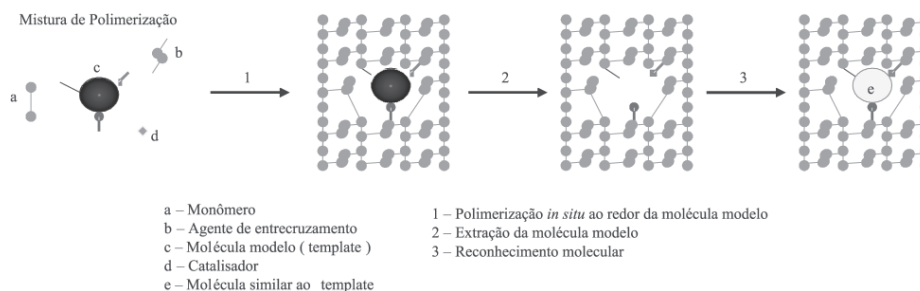 Mistura de Polimerização
c
b
a
d
1
2
3
e
a – Monômero
b – Agente de entrecruzamento
c – Molécula modelo ( template )
d – Catalisador
e – Molécula similar ao template
1 – Polimerização in situ ao redor da molécula modelo
2 – Extração da molécula modelo
3 – Reconhecimento molecular